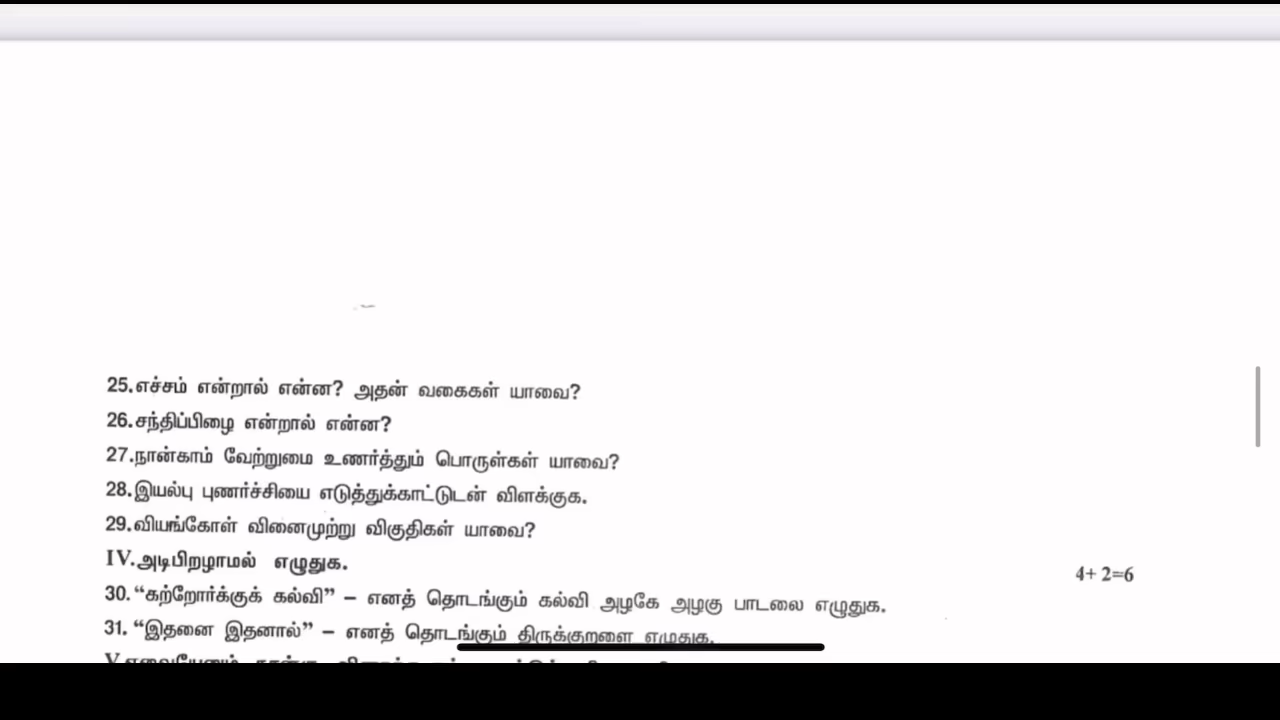 25.எச்சம் என்றால் என்ன? அதன் வகைகள் யாவை?
26.சந்திப்பிழை என்றால் என்ன?
27.நான்காம் வேற்றுமை உணர்த்தும் பொருள்கள் யாவை?
28.இயல்பு புணர்ச்சியை எடுத்துக்காட்டுடன் விளக்குக.
29.வியங்கோள் வினைமுற்று விகுதிகள் யாவை?
IV.அடிபிறழாமல் எழுதுக.
4+ 2=6
30.“கற்றோர்க்குக் கல்வி” – எனத் தொடங்கும் கல்வி அழகே அழகு பாடலை எழுதுக.
31. “இதனை இதனால்” – எனத் தொடங்கும் திருக்குறளை எழுதுக.